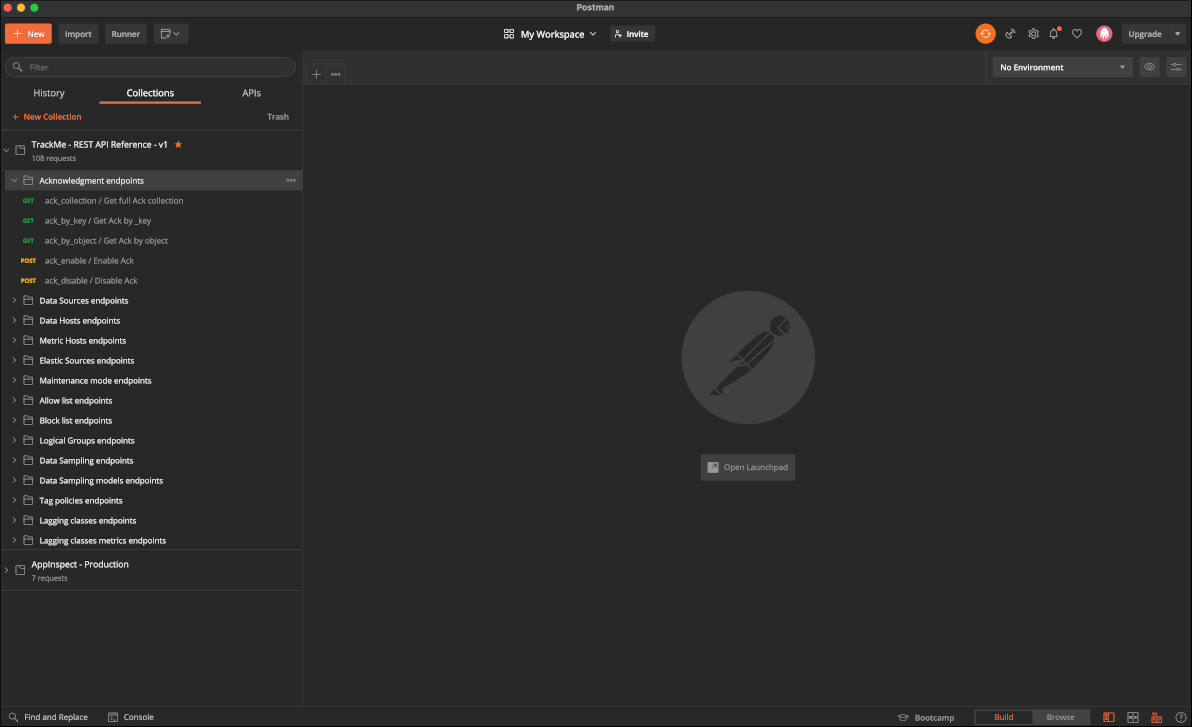 Postman
New
Import
Runner
My Workspace
Invite
Upgrade
Filter
No Environment
History
Collections
APIs
+ New Collection
Trash
TrackMe - REST API Reference - v1
108 requests
Acknowledgment endpoints
GET ack_collection / Get full Ack collection
GET ack_by_key / Get Ack by _key
GET ack_by_object / Get Ack by object
POST ack_enable / Enable Ack
POST ack_disable / Disable Ack
Data Sources endpoints
Data Hosts endpoints
Metric Hosts endpoints
Elastic Sources endpoints
Maintenance mode endpoints
Allow list endpoints
Block list endpoints
Logical Groups endpoints
Data Sampling endpoints
Data Sampling models endpoints
Tag policies endpoints
Lagging classes endpoints
Lagging classes metrics endpoints
AppInspect - Production
7 requests
Open Launchpad
Find and Replace
Console
Bootcamp
Build
Browse